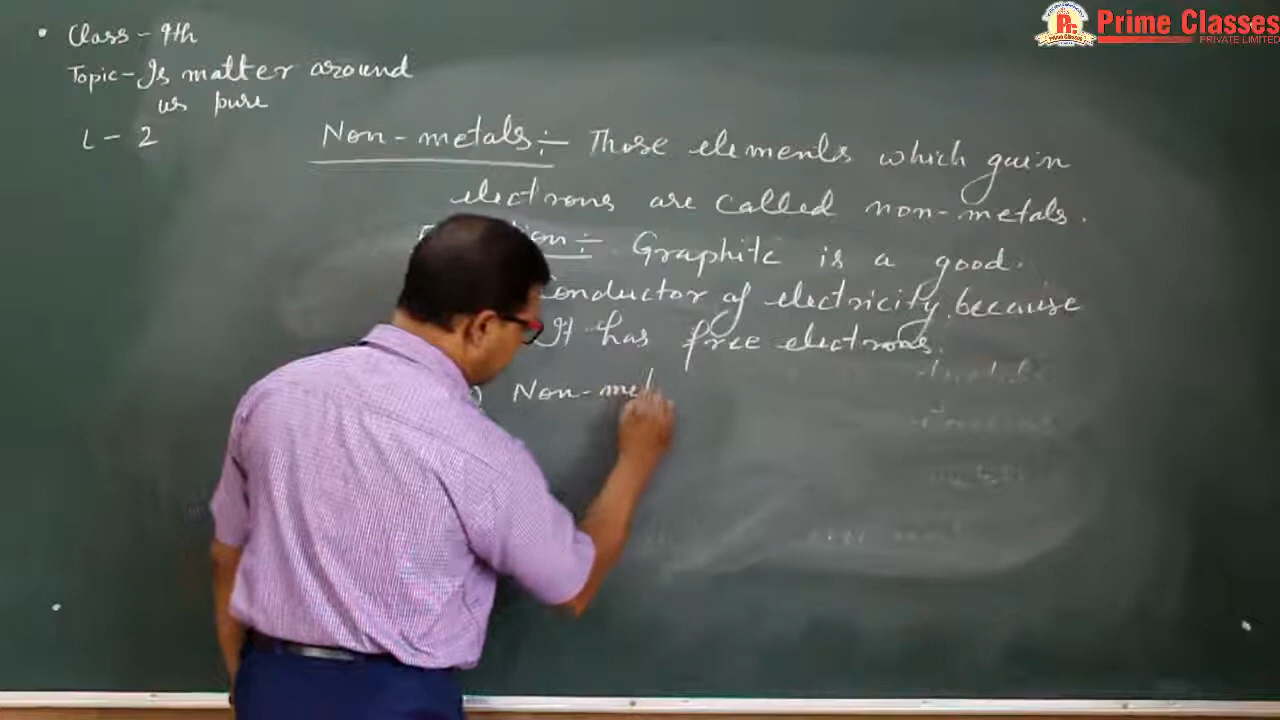 Class - 9th
Topic - Is matter around
us pure
L - 2
Prime Classes
PRIVATE LIMITED
Non-metals :- Those elements which gain
electrons are called non-metals.
:- Graphite is a good.
Conductor of electricity, because
It has free electrons.
) Non-met